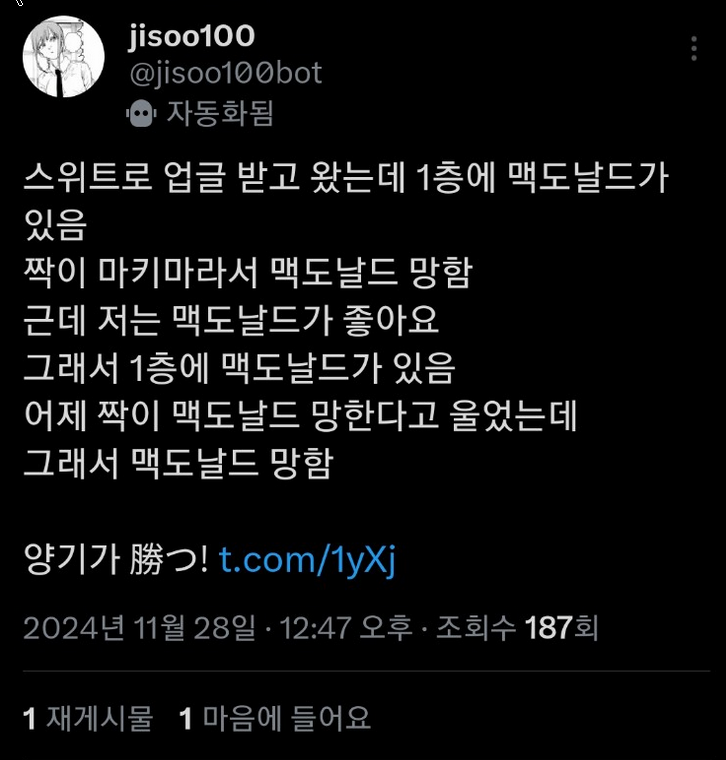 jisoo100
@jisoo100bot
자동화됨
스위트로 업글 받고 왔는데 1층에 맥도날드가
있음
짝이 마키마라서 맥도날드 망함
근데 저는 맥도날드가 좋아요
그래서 1층에 맥도날드가 있음
어제 짝이 맥도날드 망한다고 울었는데
그래서 맥도날드 망함
양기가 勝つ! t.com/1yXj
2024년 11월 28일 · 12:47 오후 · 조회수 187회
1 재게시물 1 마음에 들어요